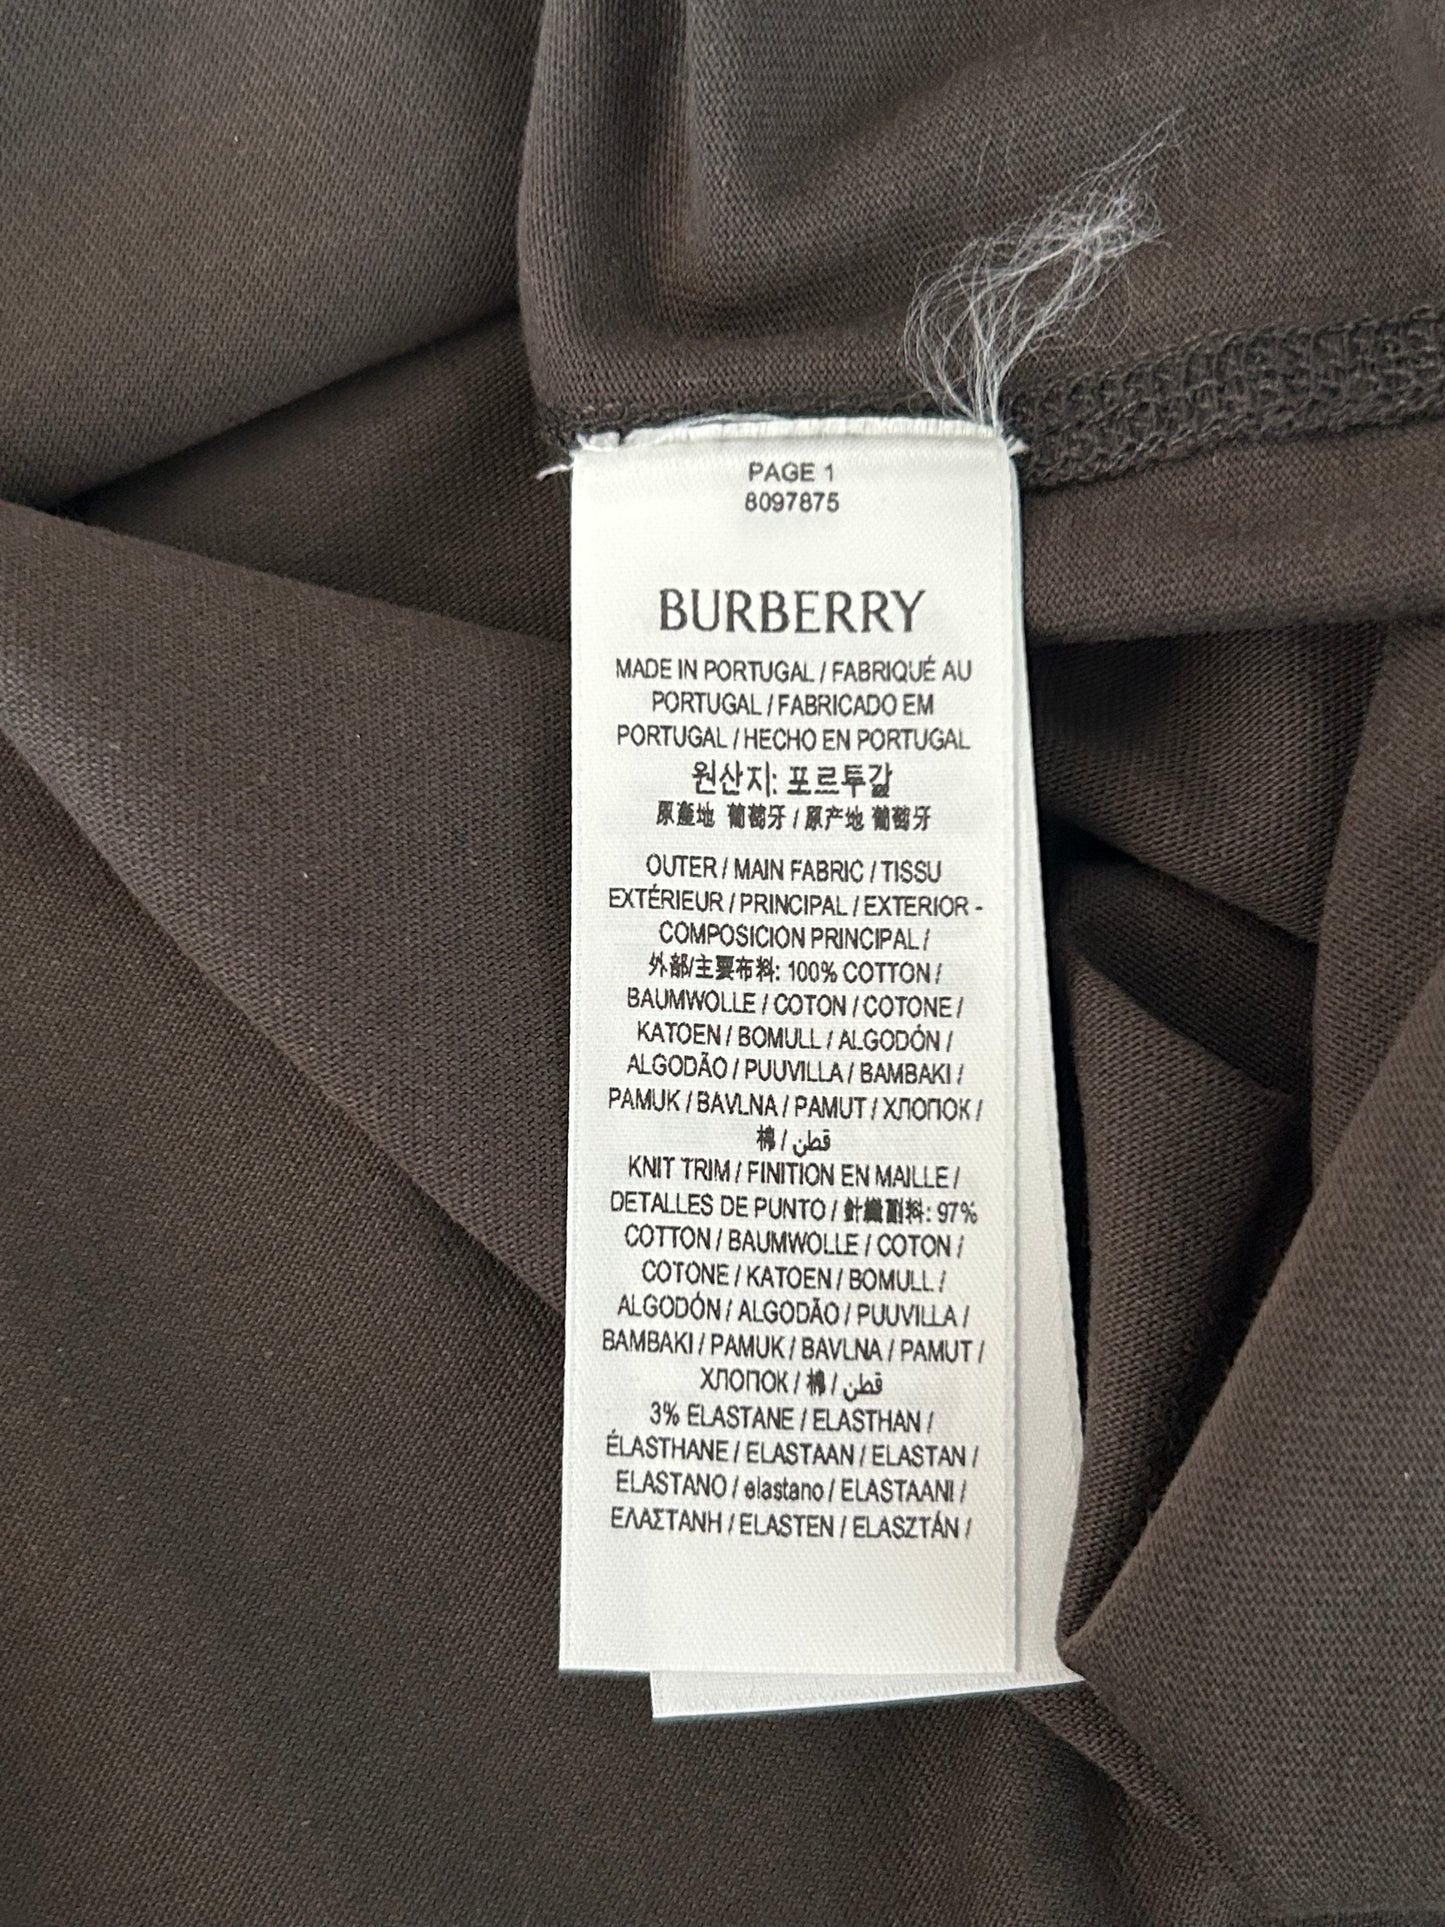 PAGE 1
8097875
BURBERRY
MADE IN PORTUGAL / FABRIQUÉ AU
PORTUGAL / FABRICADO EM
PORTUGAL / HECHO EN PORTUGAL
원산지: 포르투갈
原產地 葡萄牙 / 原产地 葡萄牙
OUTER / MAIN FABRIC / TISSU
EXTÉRIEUR / PRINCIPAL / EXTERIOR -
COMPOSICION PRINCIPAL /
外部/主要布料: 100% COTTON /
BAUMWOLLE / COTON / COTONE /
KATOEN / BOMULL / ALGODÓN /
ALGODÃO / PUUVILLA / BAMBAKI /
PAMUK / BAVLNA / PAMUT / ХЛОПОК /
棉 / قطن
KNIT TRIM / FINITION EN MAILLE /
DETALLES DE PUNTO / 針織副料: 97%
COTTON / BAUMWOLLE / COTON /
COTONE / KATOEN / BOMULL /
ALGODÓN / ALGODÃO / PUUVILLA /
BAMBAKI / PAMUK / BAVLNA / PAMUT /
ХЛОПОК / 棉 / قطن
3% ELASTANE / ELASTHAN /
ÉLASTHANE / ELASTAAN / ELASTAN /
ELASTANO / elastano / ELASTAANI /
ΕΛΑΣΤΑΝΗ / ELASTEN / ELASZTÁN /